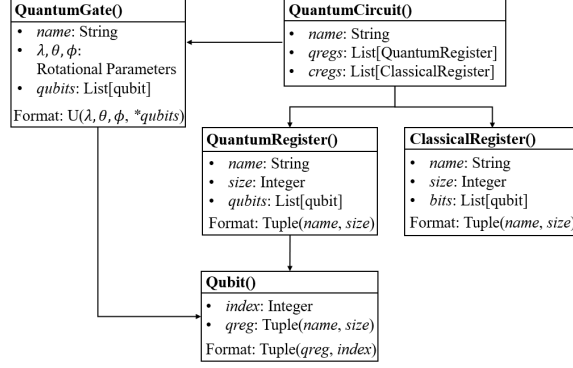 QuantumGate()
• name: String
• λ, θ, ϕ:
Rotational Parameters
• qubits: List[qubit]
Format: U(λ, θ, ϕ, *qubits)
QuantumCircuit()
• name: String
• qregs: List[QuantumRegister]
• cregs: List[ClassicalRegister]
QuantumRegister()
• name: String
• size: Integer
• qubits: List[qubit]
Format: Tuple(name, size)
ClassicalRegister()
• name: String
• size: Integer
• bits: List[qubit]
Format: Tuple(name, size)
Qubit()
• index: Integer
• qreg: Tuple(name, size)
Format: Tuple(qreg, index)